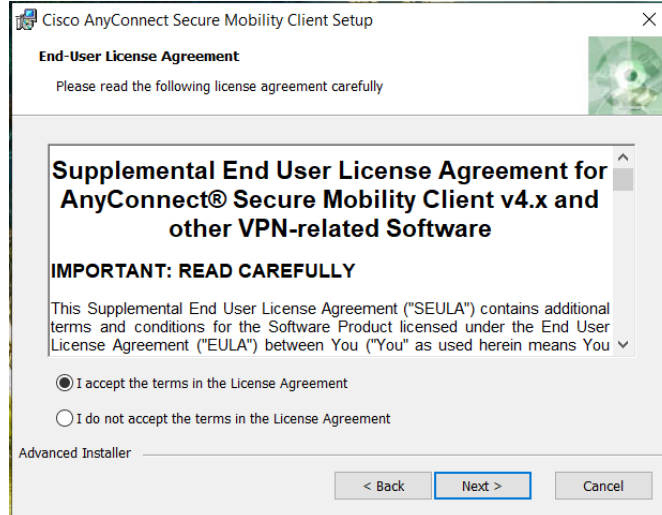 Cisco AnyConnect Secure Mobility Client Setup
End-User License Agreement
Please read the following license agreement carefully
Supplemental End User License Agreement for
AnyConnect® Secure Mobility Client v4.x and
other VPN-related Software
IMPORTANT: READ CAREFULLY
This Supplemental End User License Agreement ("SEULA") contains additional
terms and conditions for the Software Product licensed under the End User
License Agreement ("EULA") between You ("You" as used herein means You
I accept the terms in the License Agreement
I do not accept the terms in the License Agreement
Advanced Installer
< Back Next > Cancel